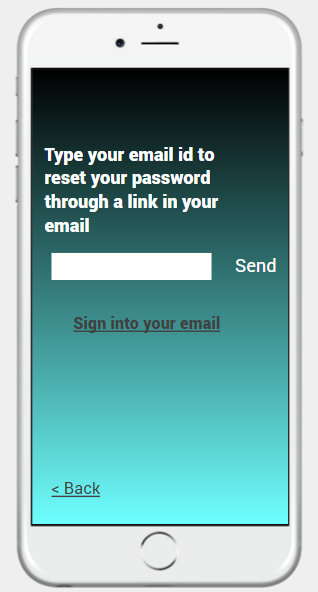 Type your email id to
reset your password
through a link in your
email
Send
Sign into your email
< Back